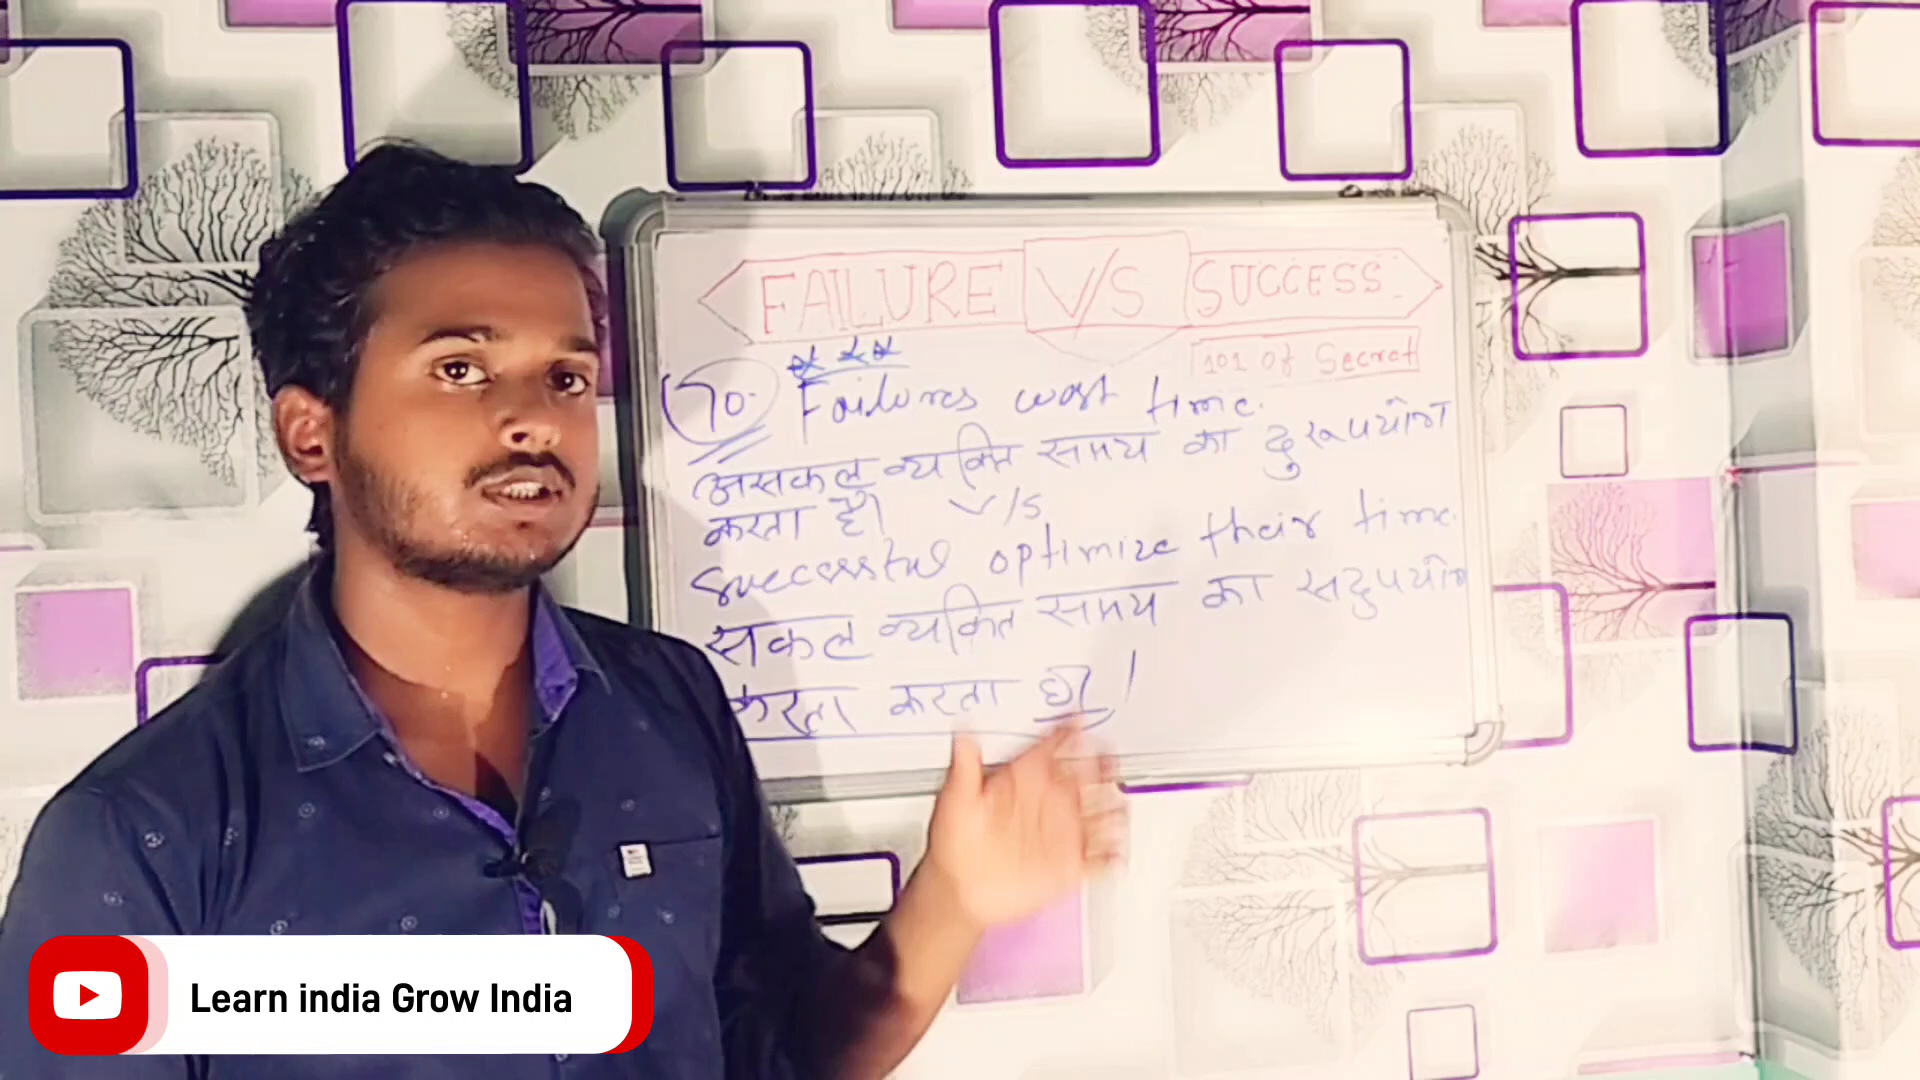 FAILURE V/S SUCCESS
101 of Secret
70. Failures wast time.
असफल व्यक्ति समय का दुरूपयोग
करता है।
V/S
Successful optimize their time.
सफल व्यक्ति समय का सदुपयोग
करता करता है।
Learn india Grow India